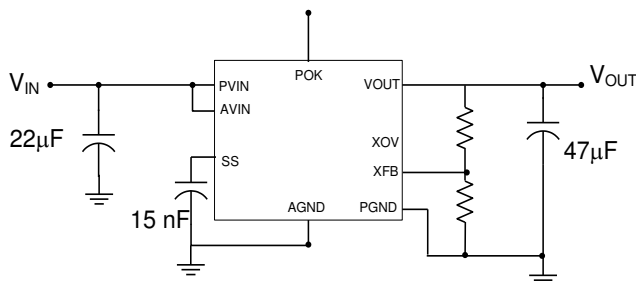 POK
VIN
PVIN
VOUT
VOUT
AVIN
22µF
XOV
47µF
SS
XFB
15 nF
AGND
PGND